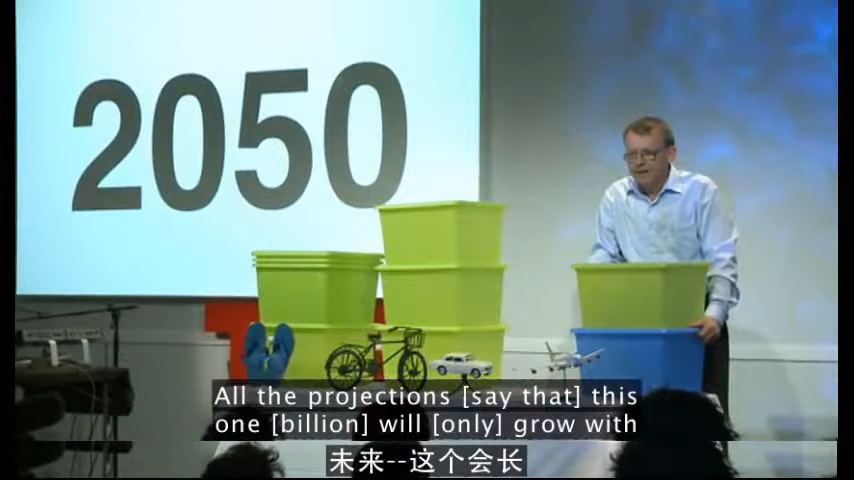 2050
All the projections [say that] this
one [billion] will [only] grow with
未来--这个会长